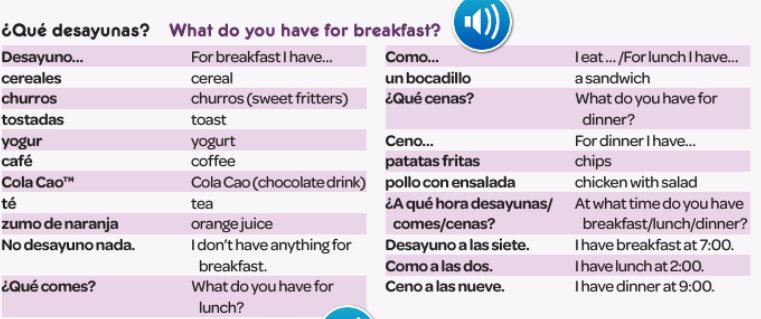 ¿Qué desayunas? What do you have for breakfast?
Desayuno... For breakfast I have...
cereales cereal
churros churros (sweet fritters)
tostadas toast
yogur yogurt
café coffee
Cola Cao™ Cola Cao (chocolate drink)
té tea
zumo de naranja orange juice
No desayuno nada. I don't have anything for
breakfast.
¿Qué comes? What do you have for
lunch?
Como... I eat ... /For lunch I have...
un bocadillo a sandwich
¿Qué cenas? What do you have for
dinner?
Ceno... For dinner I have...
patatas fritas chips
pollo con ensalada chicken with salad
¿A qué hora desayunas/ At what time do you have
comes/cenas? breakfast/lunch/dinner?
Desayuno a las siete. I have breakfast at 7:00.
Como a las dos. I have lunch at 2:00.
Ceno a las nueve. I have dinner at 9:00.